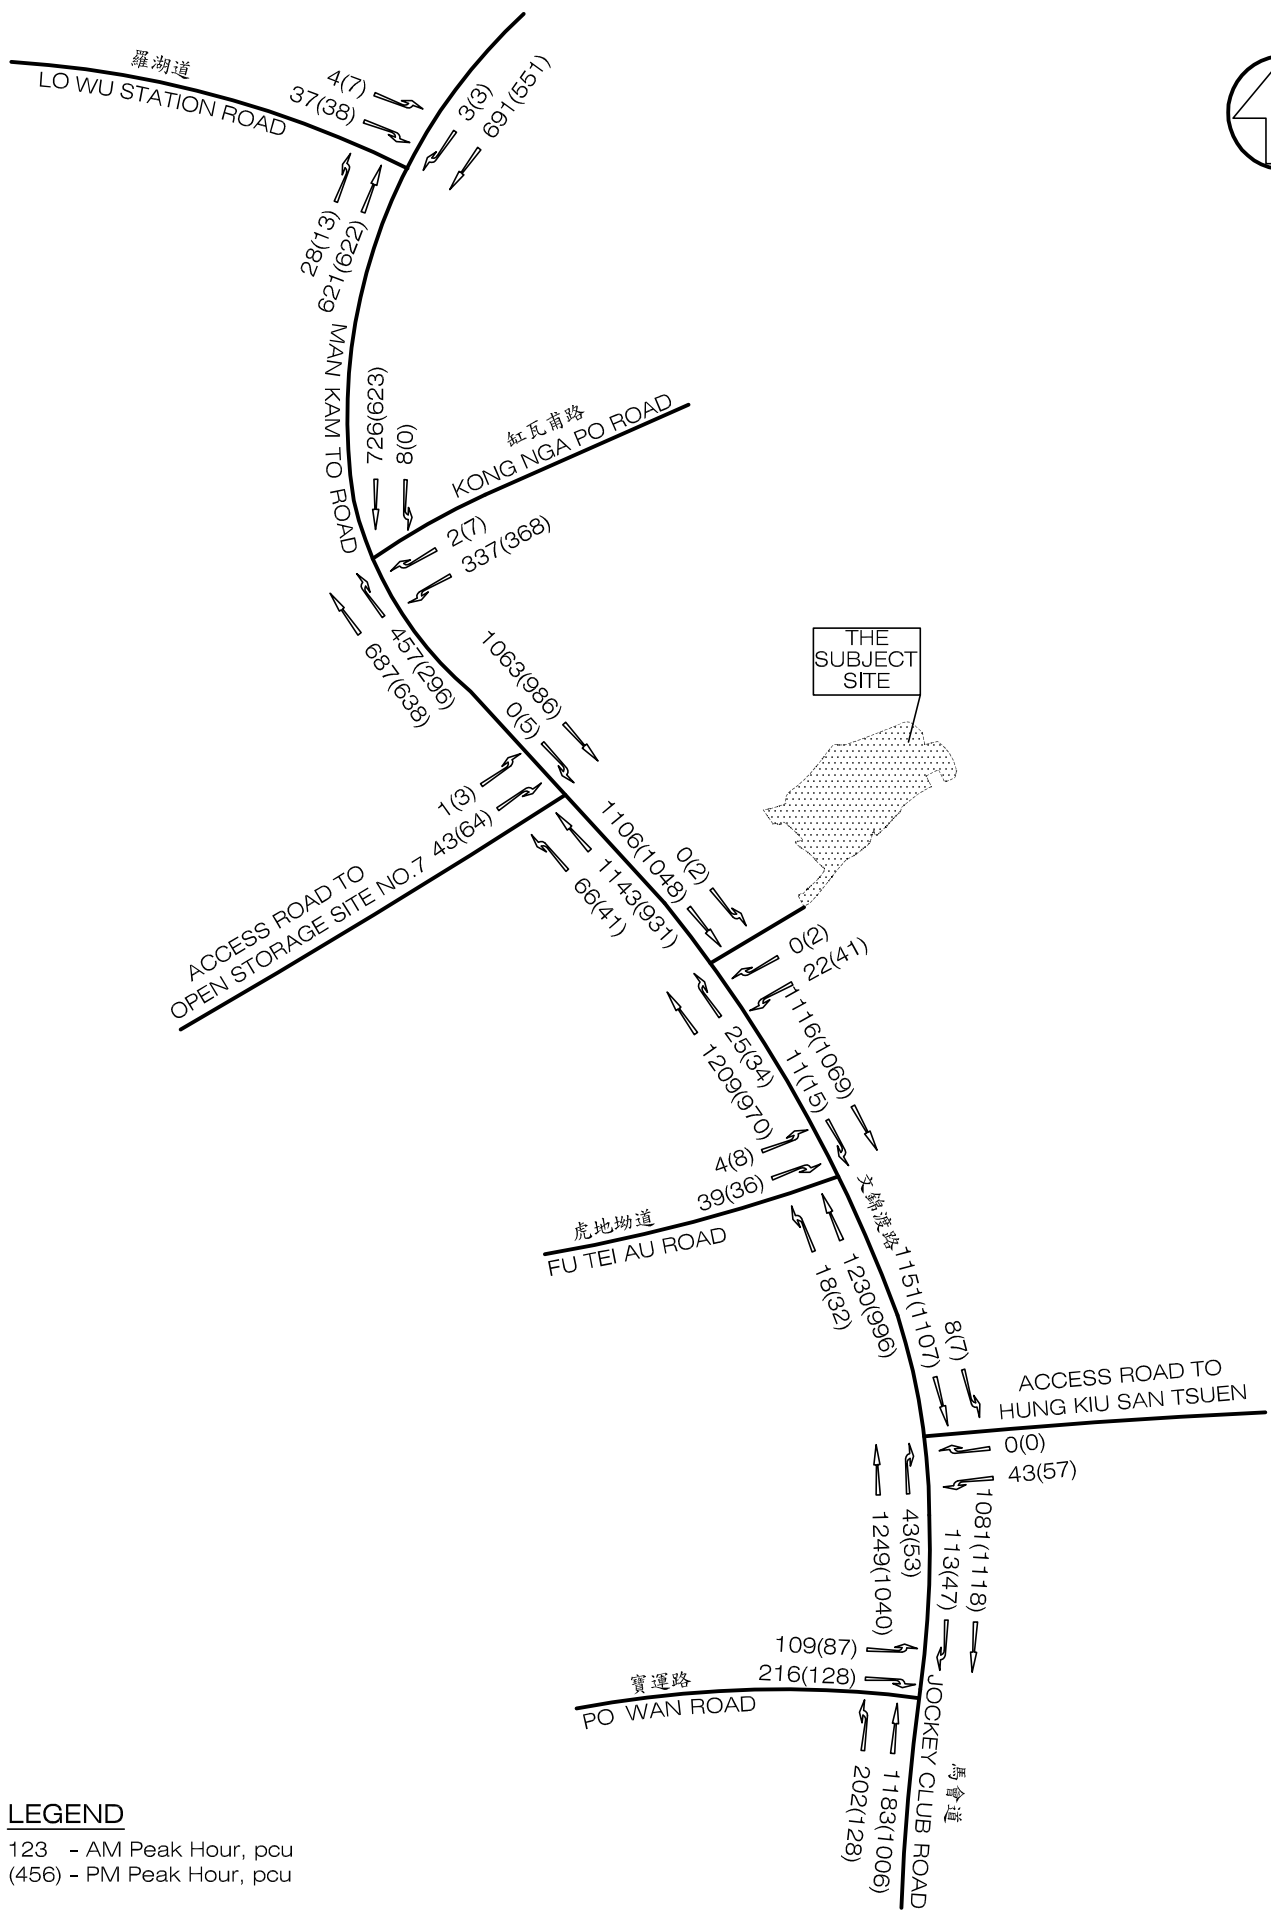 羅湖道
LO WU STATION ROAD
4(7)
37(38)
3(3)
691(551)
28(13)
621(622)
MAN KAM TO ROAD
726(623)
8(0)
缸瓦甫路
KONG NGA PO ROAD
2(7)
337(368)
457(296)
687(638)
1063(986)
0(5)
THE
SUBJECT
SITE
1(3)
43(64)
ACCESS ROAD TO
OPEN STORAGE SITE NO.7
1106(1048)
0(2)
1143(931)
66(41)
0(2)
22(41)
25(34)
1209(970)
1116(1069)
11(15)
4(8)
39(36)
虎地坳道
FU TEI AU ROAD
文錦渡路
18(32)
1230(996)
1151(1107)
8(7)
ACCESS ROAD TO
HUNG KIU SAN TSUEN
0(0)
43(57)
1249(1040)
43(53)
113(47)
1081(1118)
109(87)
216(128)
寶運路
PO WAN ROAD
202(128)
1183(1006)
JOCKEY CLUB ROAD
馬會道
LEGEND
123 - AM Peak Hour, pcu
(456) - PM Peak Hour, pcu